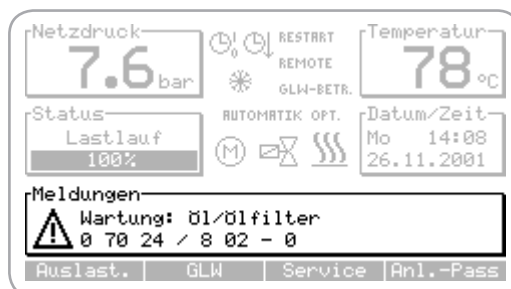 Netzdruck
7.6 bar
RESTART
REMOTE
GLW-BETR.
Temperatur
78 °C
Status
Lastlauf
100%
AUTOMATIK OPT.
M
Datum/Zeit
Mo 14:08
26.11.2001
Meldungen
Wartung: Öl/Ölfilter
0 70 24 / 8 02 - 0
Auslast. GLW Service Anl.-Pass